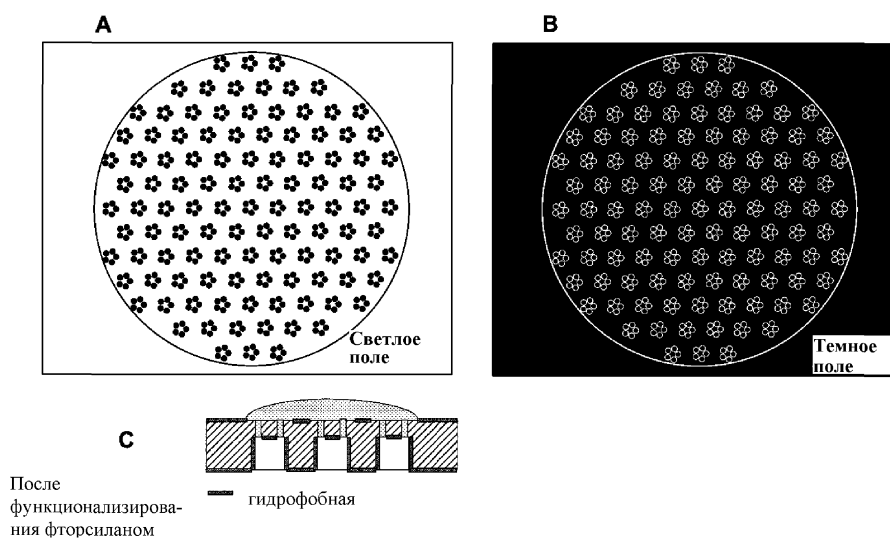 A
B
Светлое
поле
Темное
поле
C
После
функционализирова-
ния фторсиланом
гидрофобная